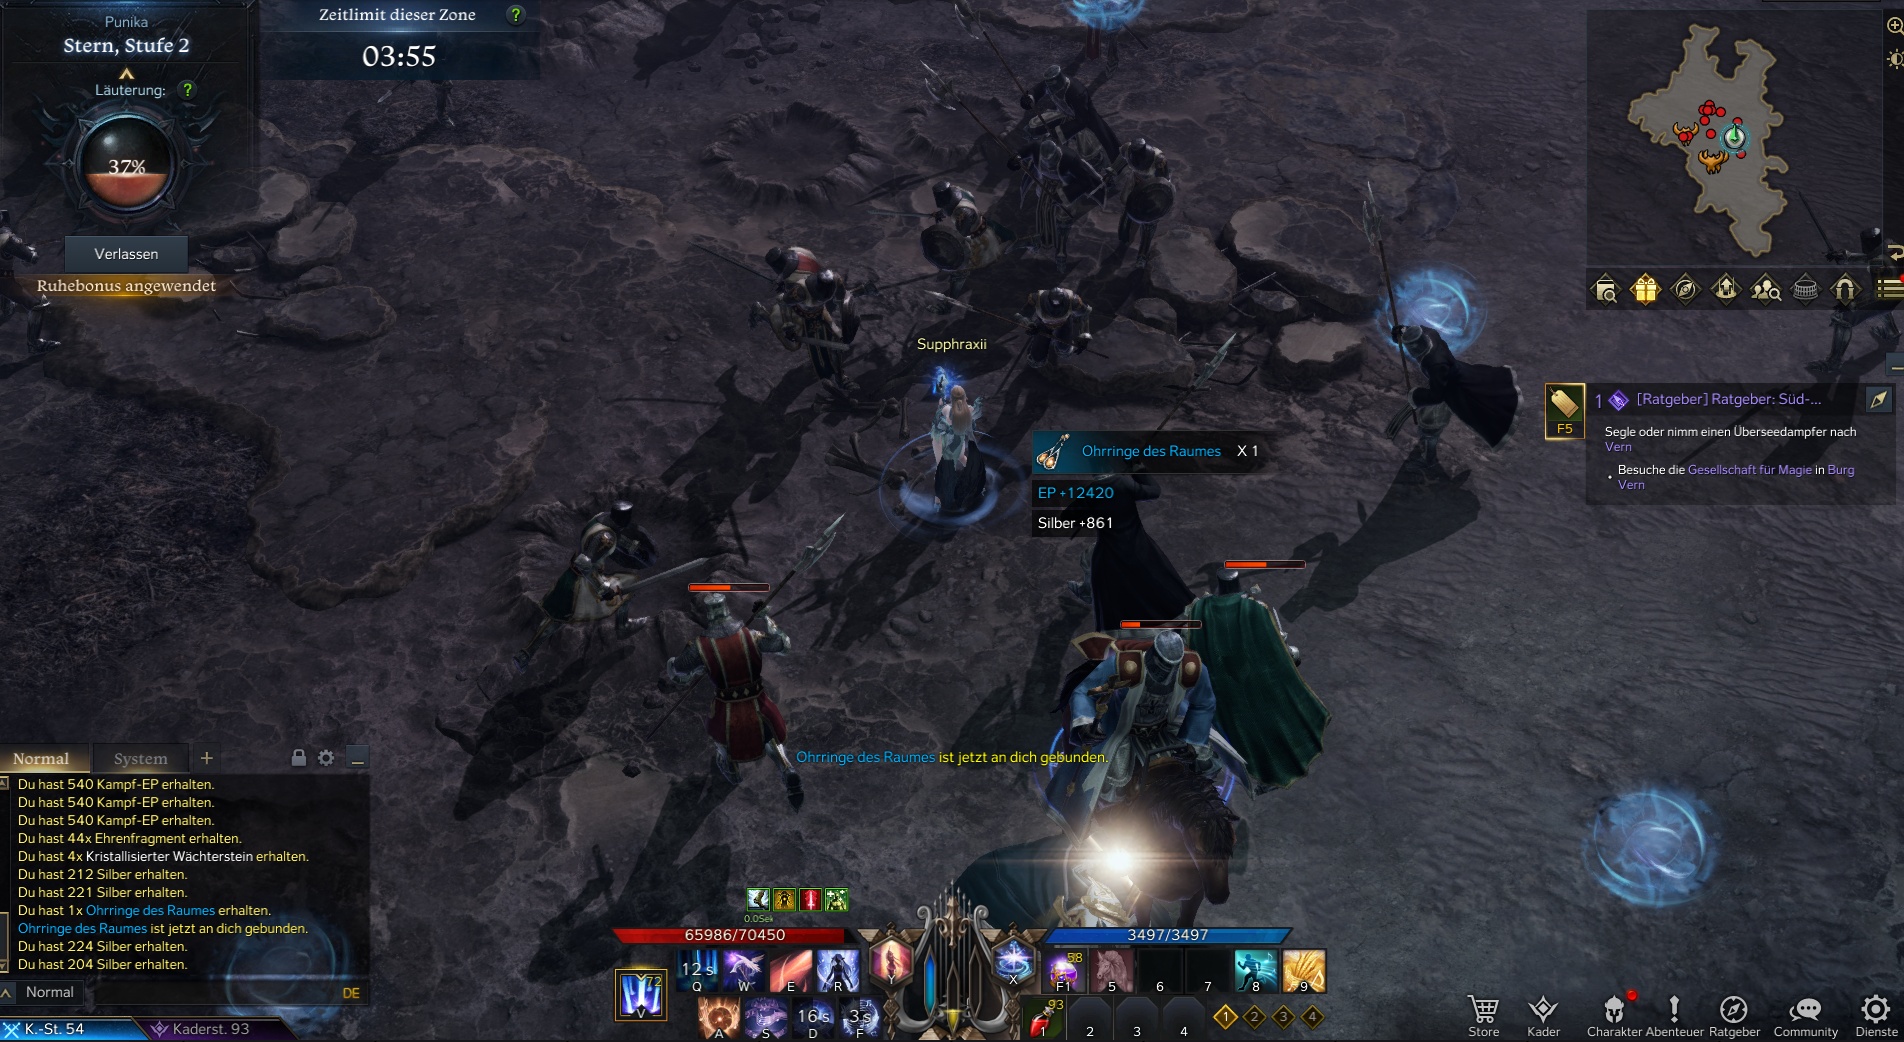 Punika
Stern, Stufe 2
Läuterung: ?
37%
Verlassen
Ruhebonus angewendet
Zeitlimit dieser Zone ?
03:55
Supphraxii
Ohrringe des Raumes X 1
EP +12420
Silber +861
F5
1 [Ratgeber] Ratgeber: Süd-...
Segle oder nimm einen Überseedampfer nach
Vern
• Besuche die Gesellschaft für Magie in Burg
Vern
Ohrringe des Raumes ist jetzt an dich gebunden.
Normal System +
Du hast 540 Kampf-EP erhalten.
Du hast 540 Kampf-EP erhalten.
Du hast 540 Kampf-EP erhalten.
Du hast 44x Ehrenfragment erhalten.
Du hast 4x Kristallisierter Wächterstein erhalten.
Du hast 212 Silber erhalten.
Du hast 221 Silber erhalten.
Du hast 1x Ohrringe des Raumes erhalten.
Ohrringe des Raumes ist jetzt an dich gebunden.
Du hast 224 Silber erhalten.
Du hast 204 Silber erhalten.
Normal DE
K.-St. 54 Kaderst. 93
0.0Sek
65986/70450 3497/3497
72 V
12 s Q W E R
A S 16 s D 3 s F
Y X
58 F1 5 6 7 8 9
93 1 2 3 4
1 2 3 4
Store Kader Charakter Abenteuer Ratgeber Community Dienste